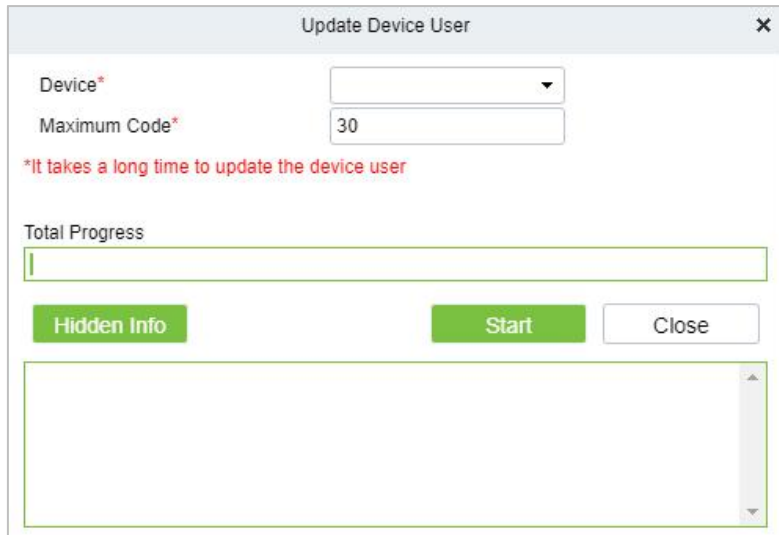 Update Device User
Device*
Maximum Code* 30
*It takes a long time to update the device user
Total Progress
Hidden Info Start Close